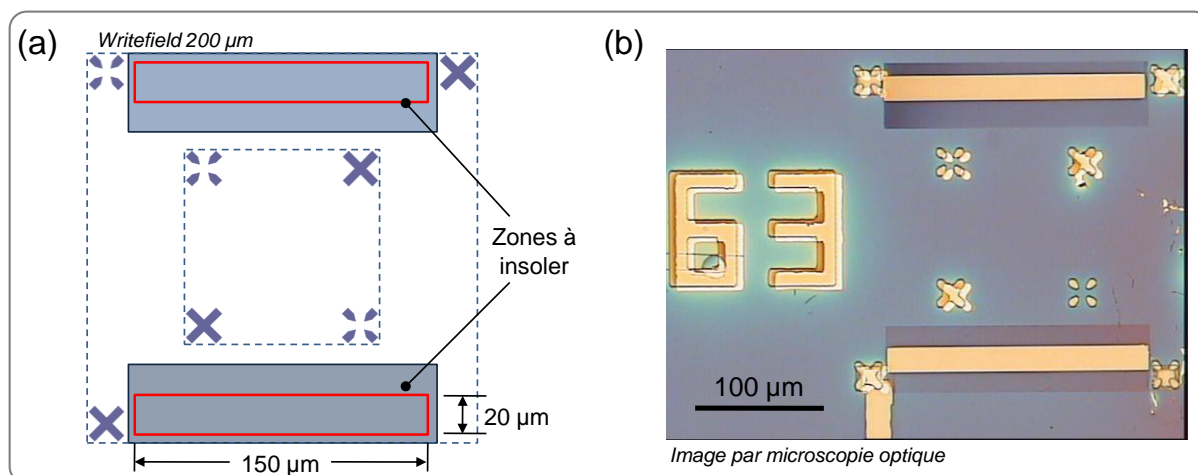 (a)
Writefield 200 µm
Zones à
insoler
20 µm
150 µm
(b)
63
100 µm
Image par microscopie optique